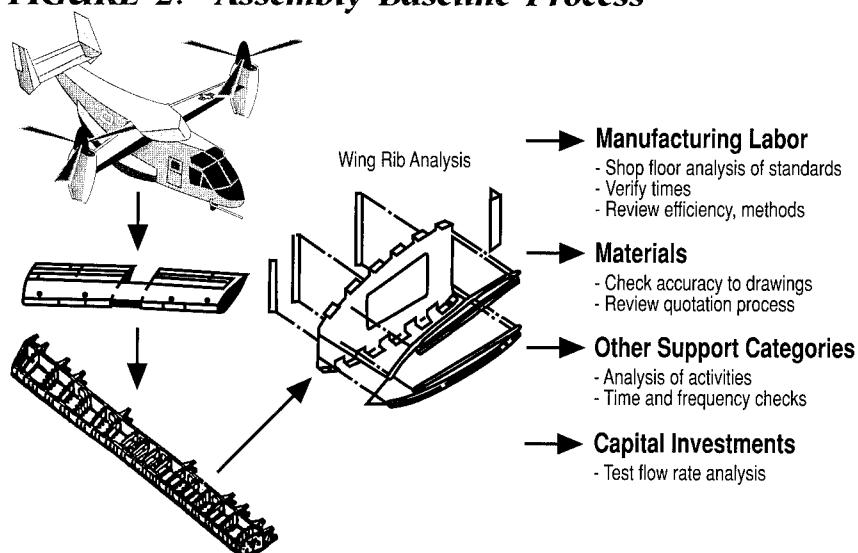 FIGURE 2: Assembly Baseline Process
Wing Rib Analysis
Manufacturing Labor
- Shop floor analysis of standards
- Verify times
- Review efficiency, methods
Materials
- Check accuracy to drawings
- Review quotation process
Other Support Categories
- Analysis of activities
- Time and frequency checks
Capital Investments
- Test flow rate analysis